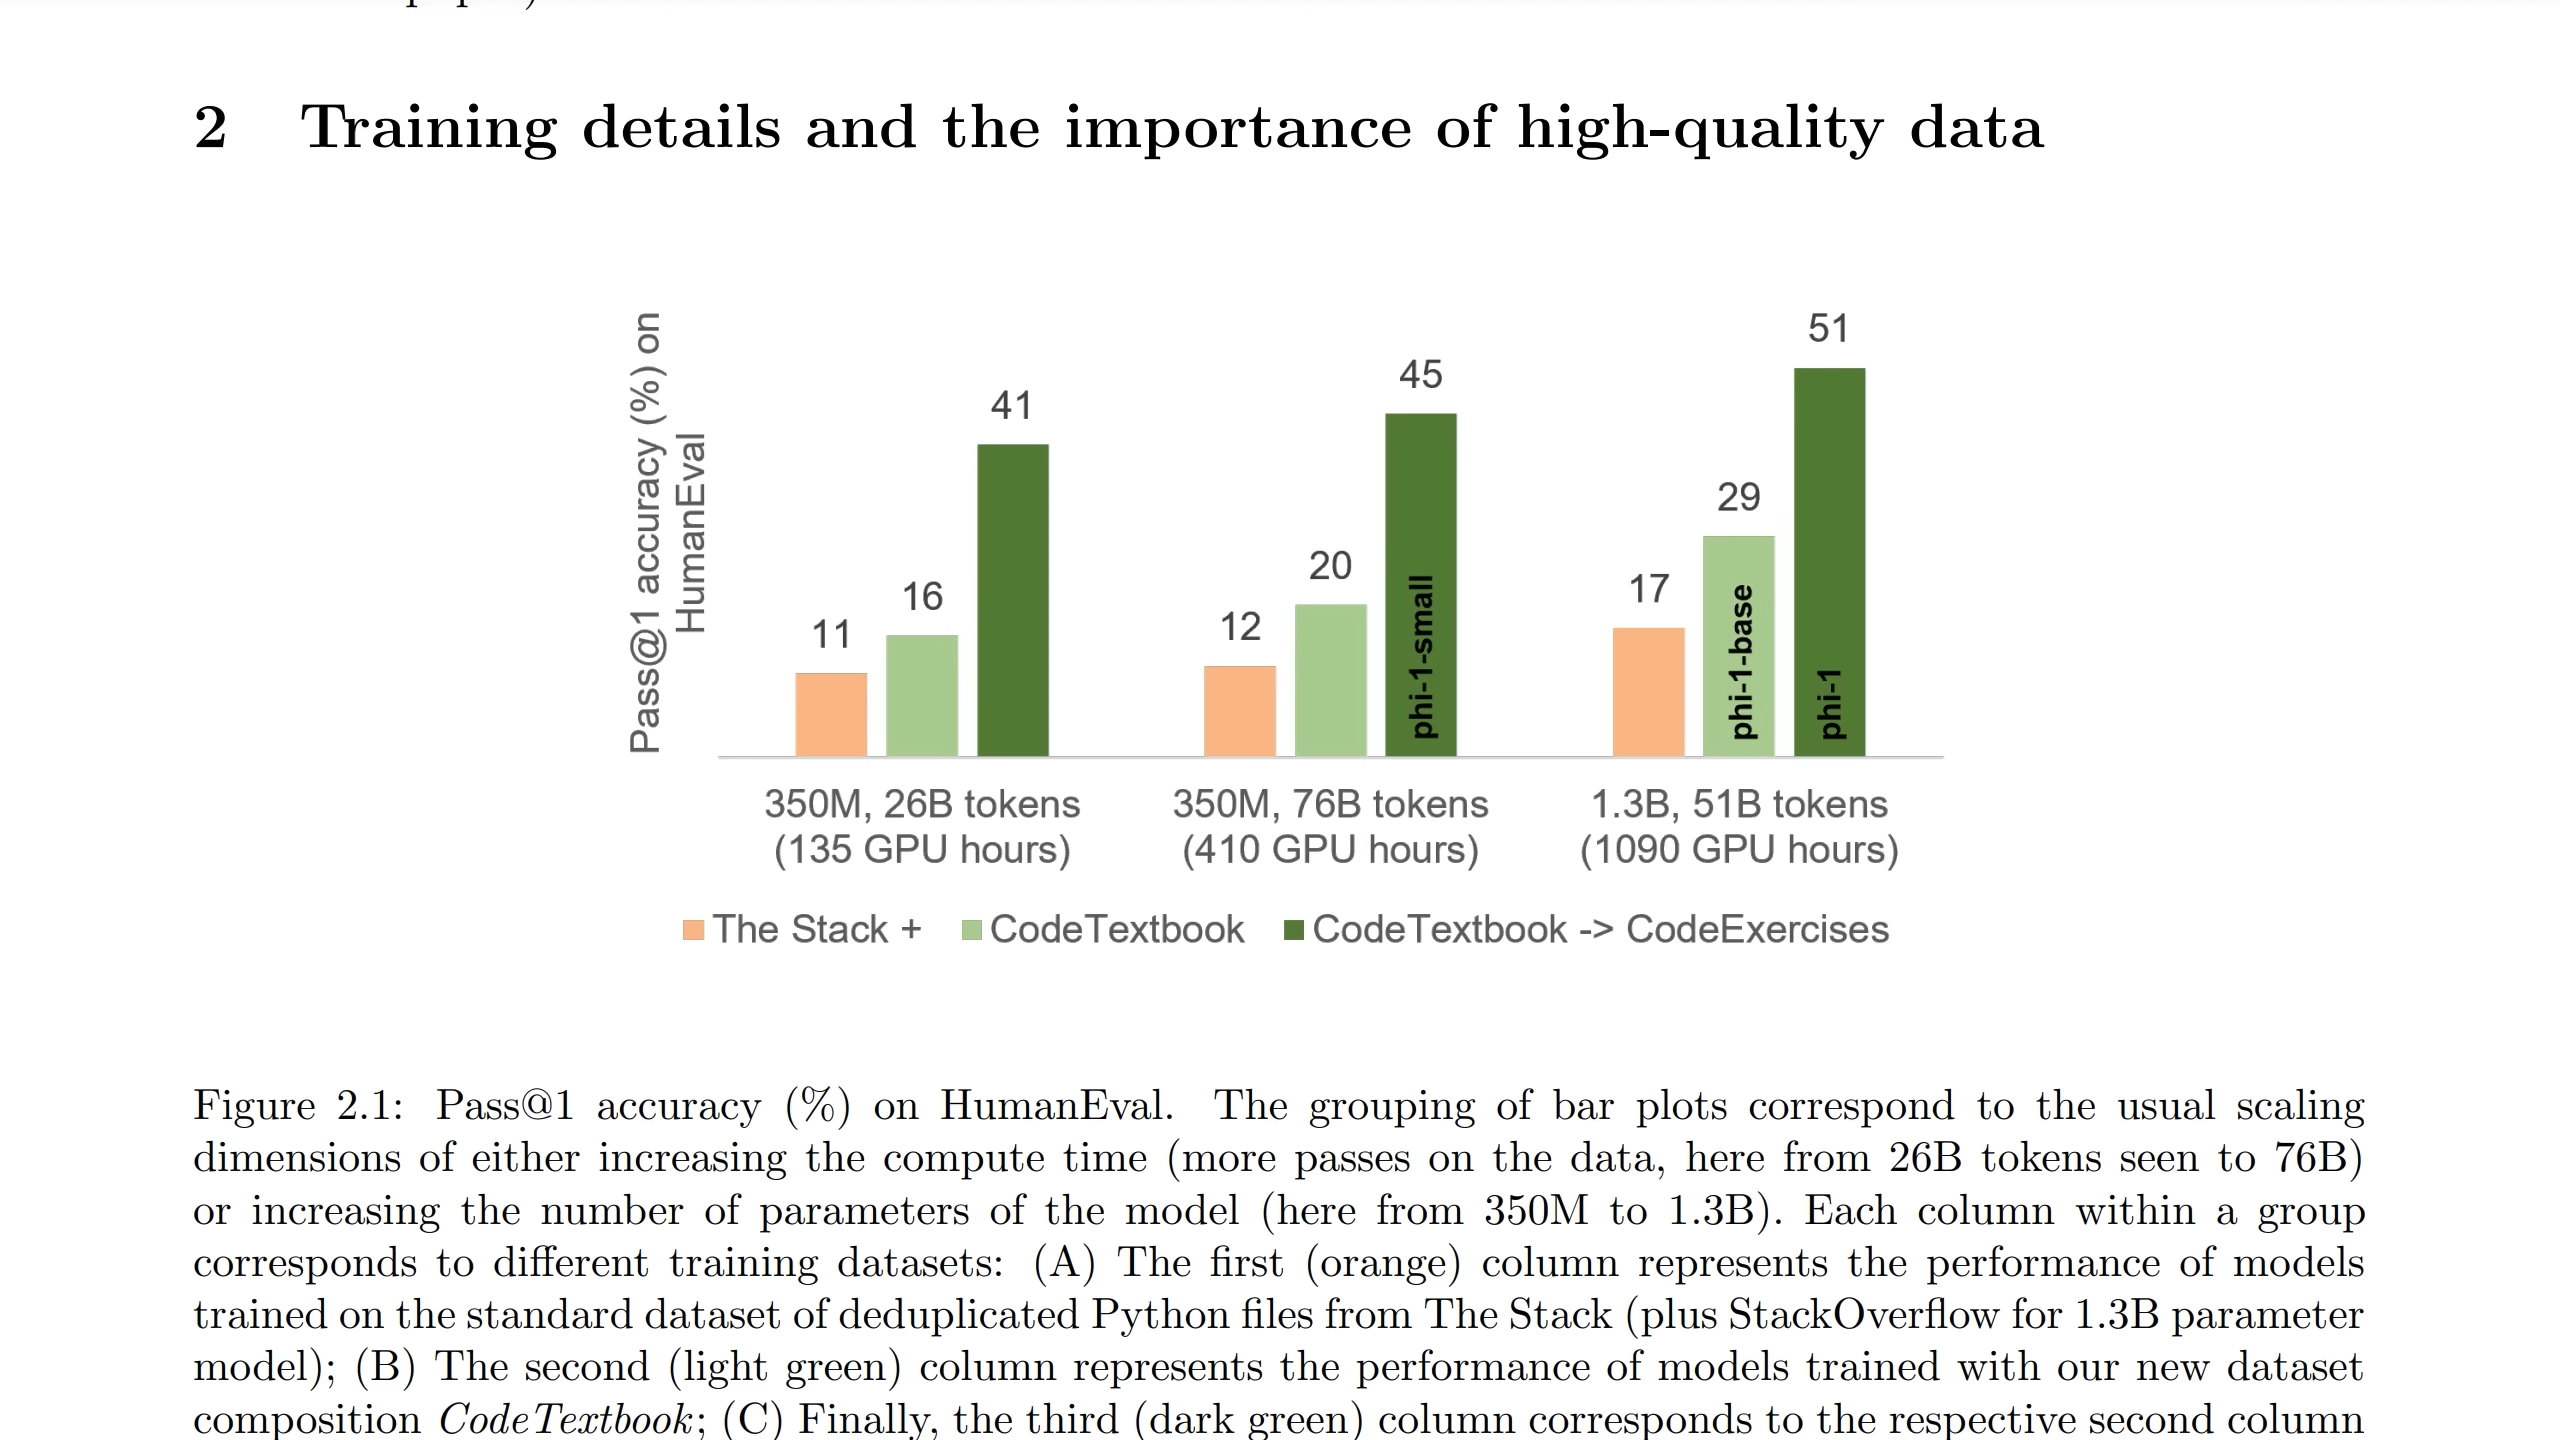 2 Training details and the importance of high-quality data
Pass@1 accuracy (%) on
HumanEval
11
16
41
12
20
45
phi-1-small
17
29
phi-1-base
51
phi-1
350M, 26B tokens
(135 GPU hours)
350M, 76B tokens
(410 GPU hours)
1.3B, 51B tokens
(1090 GPU hours)
The Stack +
CodeTextbook
CodeTextbook -> CodeExercises
Figure 2.1: Pass@1 accuracy (%) on HumanEval. The grouping of bar plots correspond to the usual scaling
dimensions of either increasing the compute time (more passes on the data, here from 26B tokens seen to 76B)
or increasing the number of parameters of the model (here from 350M to 1.3B). Each column within a group
corresponds to different training datasets: (A) The first (orange) column represents the performance of models
trained on the standard dataset of deduplicated Python files from The Stack (plus StackOverflow for 1.3B parameter
model); (B) The second (light green) column represents the performance of models trained with our new dataset
composition CodeTextbook; (C) Finally, the third (dark green) column corresponds to the respective second column